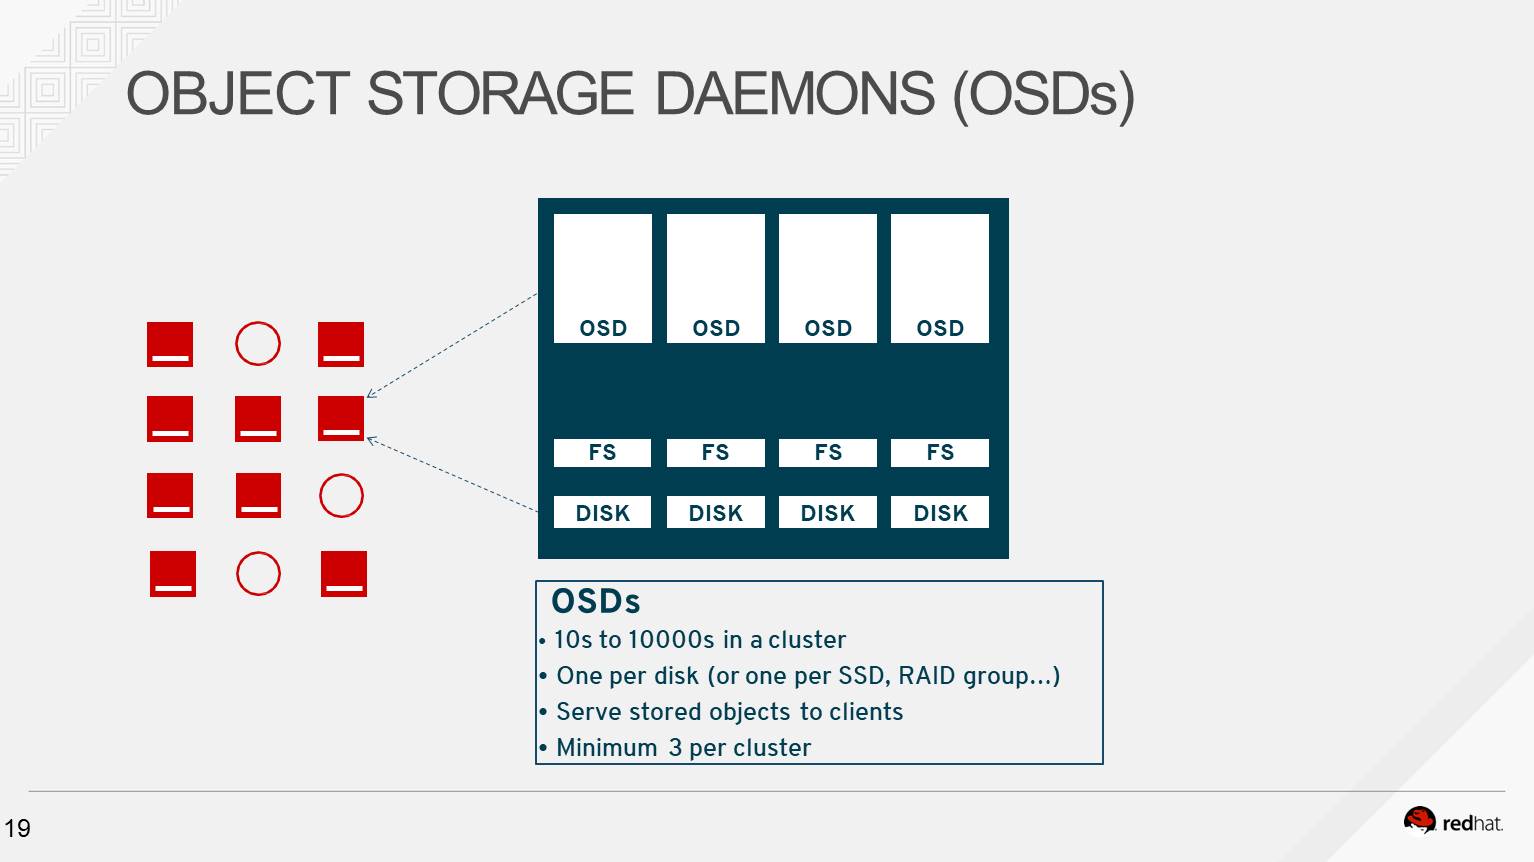 OBJECT STORAGE DAEMONS (OSDs)
OSD OSD OSD OSD
FS FS FS FS
DISK DISK DISK DISK
OSDs
• 10s to 10000s in a cluster
• One per disk (or one per SSD, RAID group…)
• Serve stored objects to clients
• Minimum 3 per cluster
19
redhat.